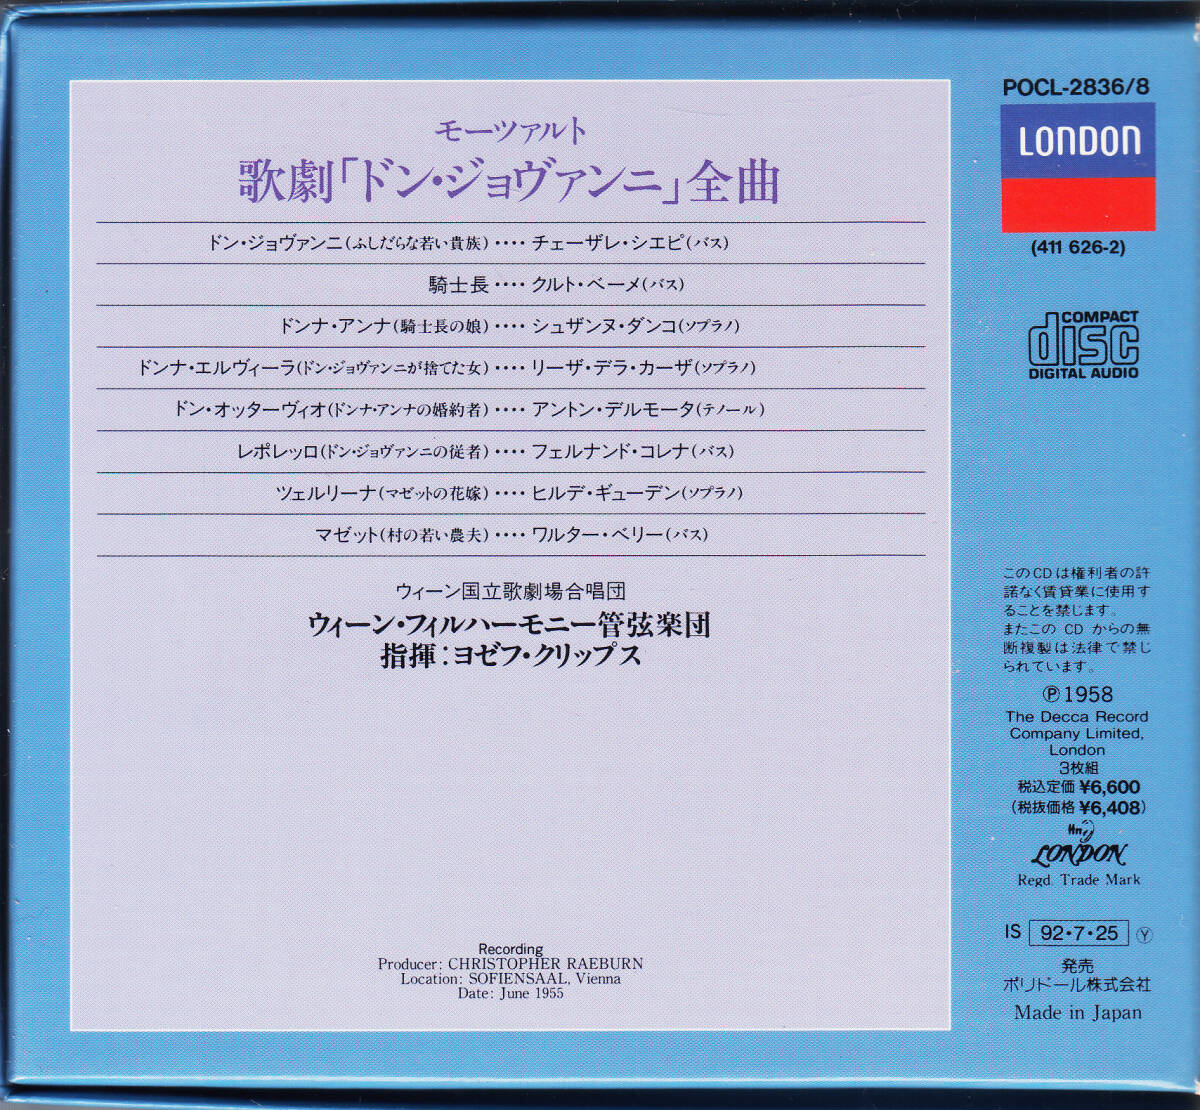 モーツァルト
歌劇「ドン・ジョヴァンニ」全曲
ドン・ジョヴァンニ(ふしだらな若い貴族)‥‥チェーザレ・シエピ(バス)
騎士長‥‥クルト・ベーメ(バス)
ドンナ・アンナ(騎士長の娘)‥‥シュザンヌ・ダンコ(ソプラノ)
ドンナ・エルヴィーラ(ドン・ジョヴァンニが捨てた女)‥‥リーザ・デラ・カーザ(ソプラノ)
ドン・オッターヴィオ(ドンナ・アンナの婚約者)‥‥アントン・デルモータ(テノール)
レポレッロ(ドン・ジョヴァンニの従者)‥‥フェルナンド・コレナ(バス)
ツェルリーナ(マゼットの花嫁)‥‥ヒルデ・ギューデン(ソプラノ)
マゼット(村の若い農夫)‥‥ワルター・ベリー(バス)
ウィーン国立歌劇場合唱団
ウィーン・フィルハーモニー管弦楽団
指揮：ヨゼフ・クリップス
Recording
Producer: CHRISTOPHER RAEBURN
Location: SOFIENSAAL, Vienna
Date: June 1955
POCL-2836/8
LONDON
(411 626-2)
COMPACT
disc
DIGITAL AUDIO
このCDは権利者の許
諾なく賃貸業に使用す
ることを禁じます。
またこの CD からの無
断複製は法律で禁じ
られています。
Ⓟ1958
The Decca Record
Company Limited,
London
3枚組
税込定価 ¥6,600
(税抜価格 ¥6,408)
LONDON
Regd. Trade Mark
IS 92・7・25 Ⓨ
発売
ポリドール株式会社
Made in Japan